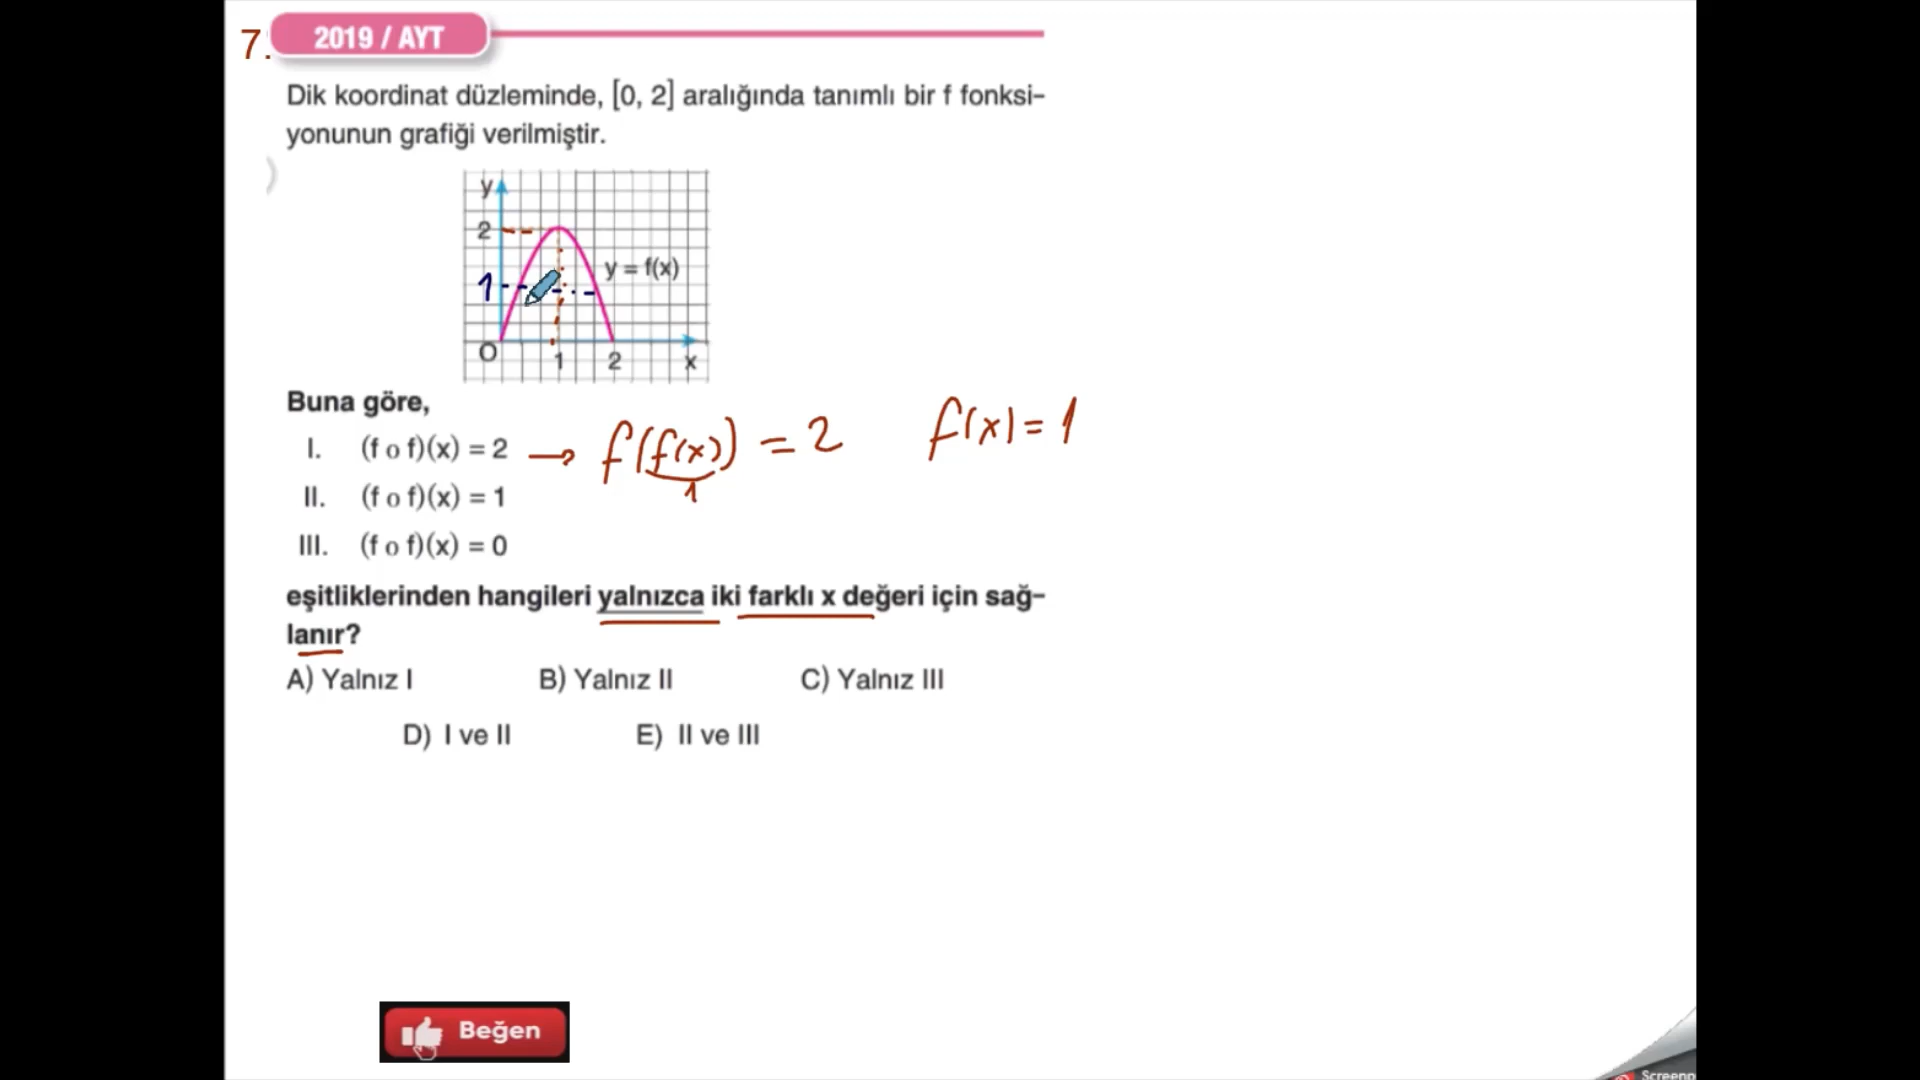 7.
2019 / AYT
Dik koordinat düzleminde, [0, 2] aralığında tanımlı bir f fonksi-
yonunun grafiği verilmiştir.
y
2
y = f(x)
1
O 1 2 x
Buna göre,
I. (f o f)(x) = 2 → f(f(x)) = 2 f(x) = 1
1
II. (f o f)(x) = 1
III. (f o f)(x) = 0
eşitliklerinden hangileri yalnızca iki farklı x değeri için sağ-
lanır?
A) Yalnız I B) Yalnız II C) Yalnız III
D) I ve II E) II ve III
Beğen